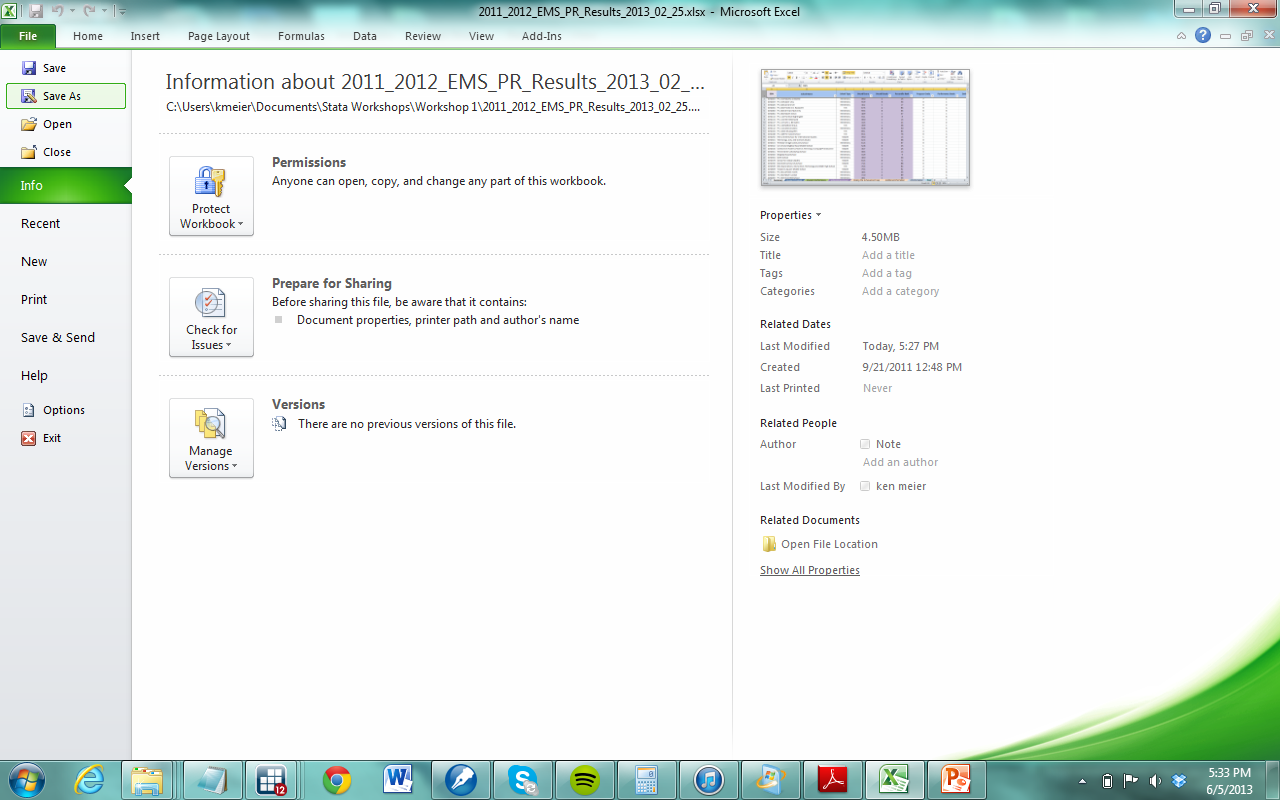 2011_2012_EMS_PR_Results_2013_02_25.xlsx - Microsoft Excel
File Home Insert Page Layout Formulas Data Review View Add-Ins
Save
Save As
Open
Close
Info
Recent
New
Print
Save & Send
Help
Options
Exit
Information about 2011_2012_EMS_PR_Results_2013_02_...
C:\Users\kmeier\Documents\Stata Workshops\Workshop 1\2011_2012_EMS_PR_Results_2013_02_25....
Protect
Workbook
Permissions
Anyone can open, copy, and change any part of this workbook.
Check for
Issues
Prepare for Sharing
Before sharing this file, be aware that it contains:
Document properties, printer path and author's name
Manage
Versions
Versions
There are no previous versions of this file.
Properties
Size 4.50MB
Title Add a title
Tags Add a tag
Categories Add a category
Related Dates
Last Modified Today, 5:27 PM
Created 9/21/2011 12:48 PM
Last Printed Never
Related People
Author Note
Add an author
Last Modified By ken meier
Related Documents
Open File Location
Show All Properties
12
5:33 PM
6/5/2013